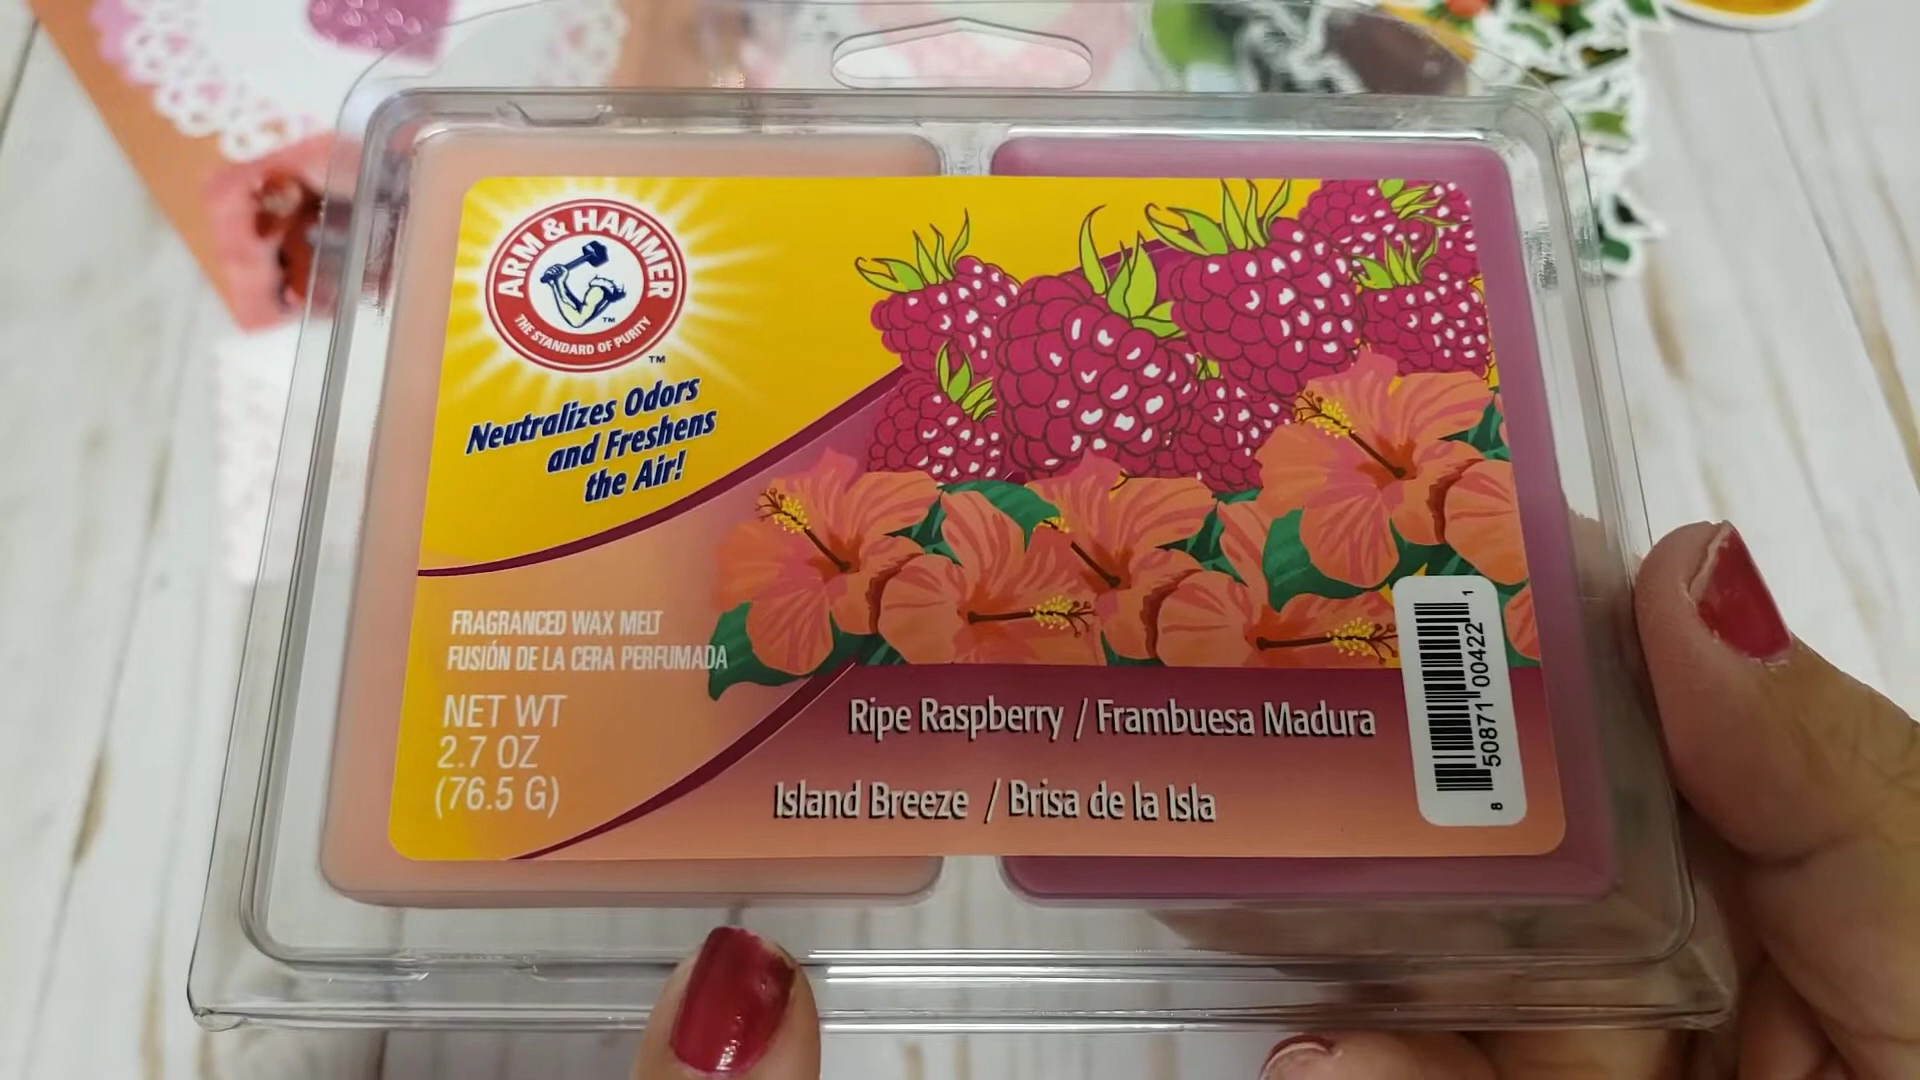 ARM & HAMMER
THE STANDARD OF PURITY
TM
TM
Neutralizes Odors
and Freshens
the Air!
FRAGRANCED WAX MELT
FUSIÓN DE LA CERA PERFUMADA
NET WT
2.7 OZ
(76.5 G)
Ripe Raspberry / Frambuesa Madura
Island Breeze / Brisa de la Isla
8 50871 00422 1